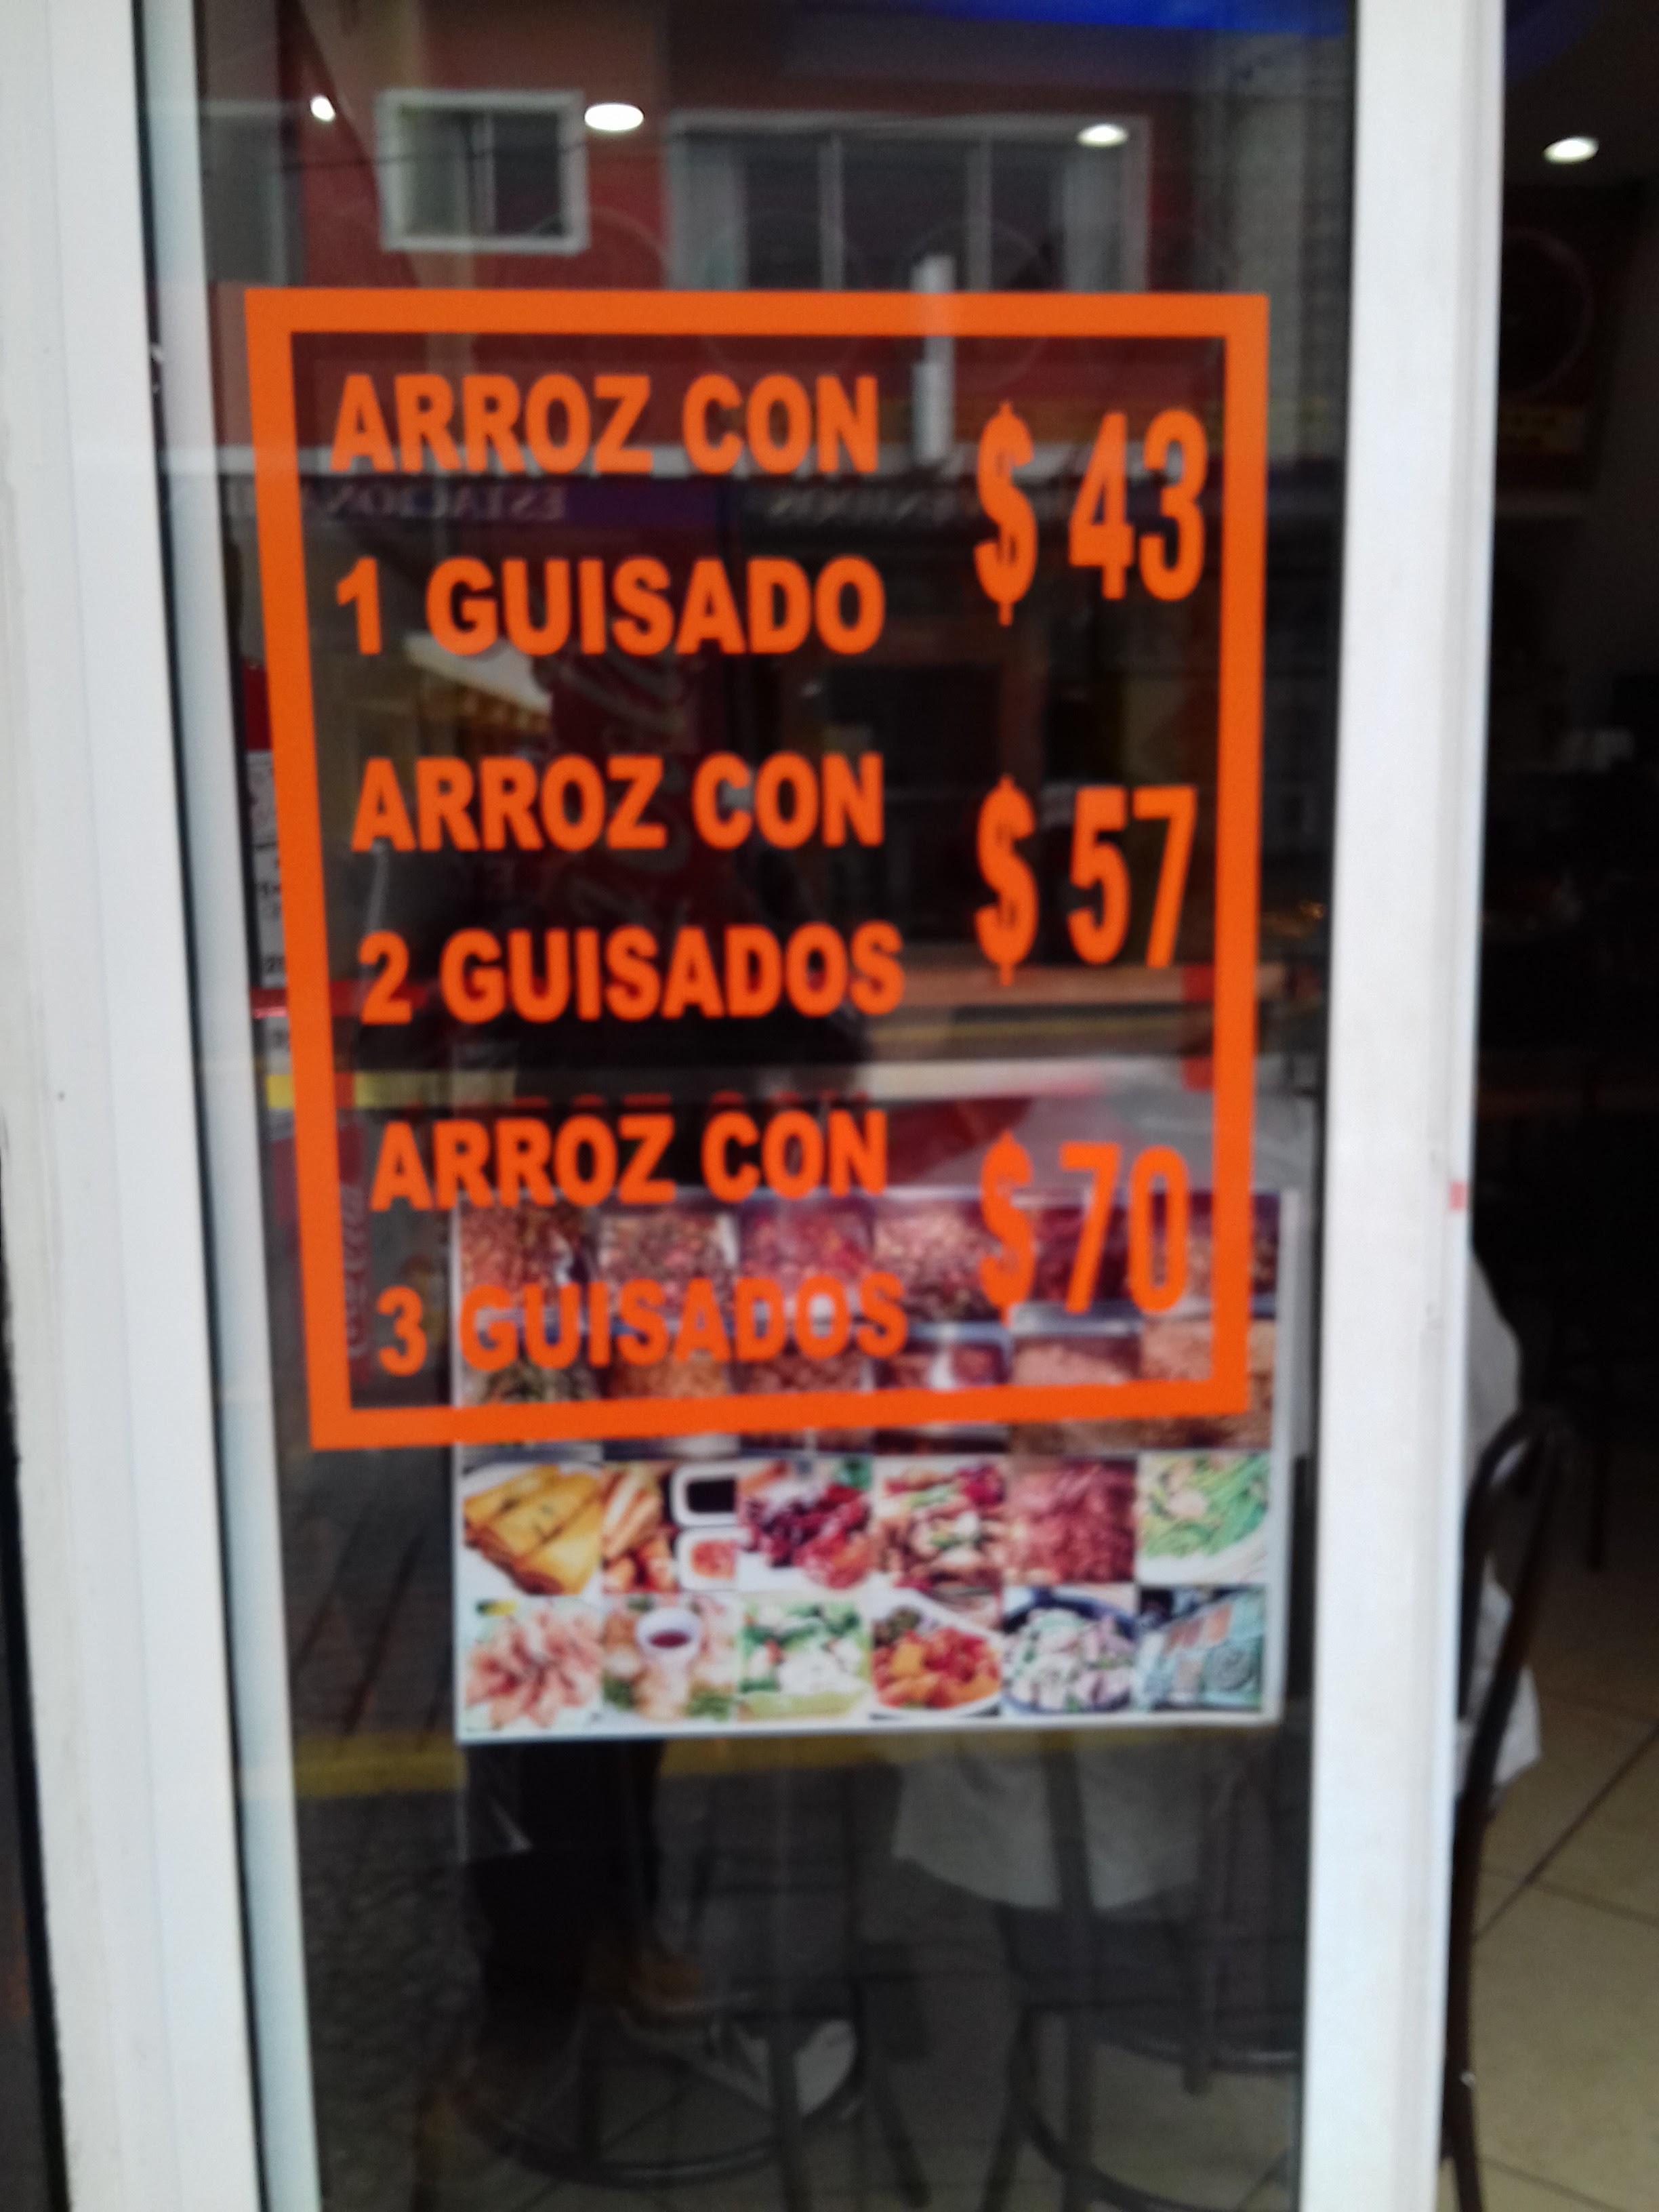 ARROZ CON
1 GUISADO
$ 43
ARROZ CON
2 GUISADOS
$ 57
ARROZ CON
3 GUISADOS
$ 70